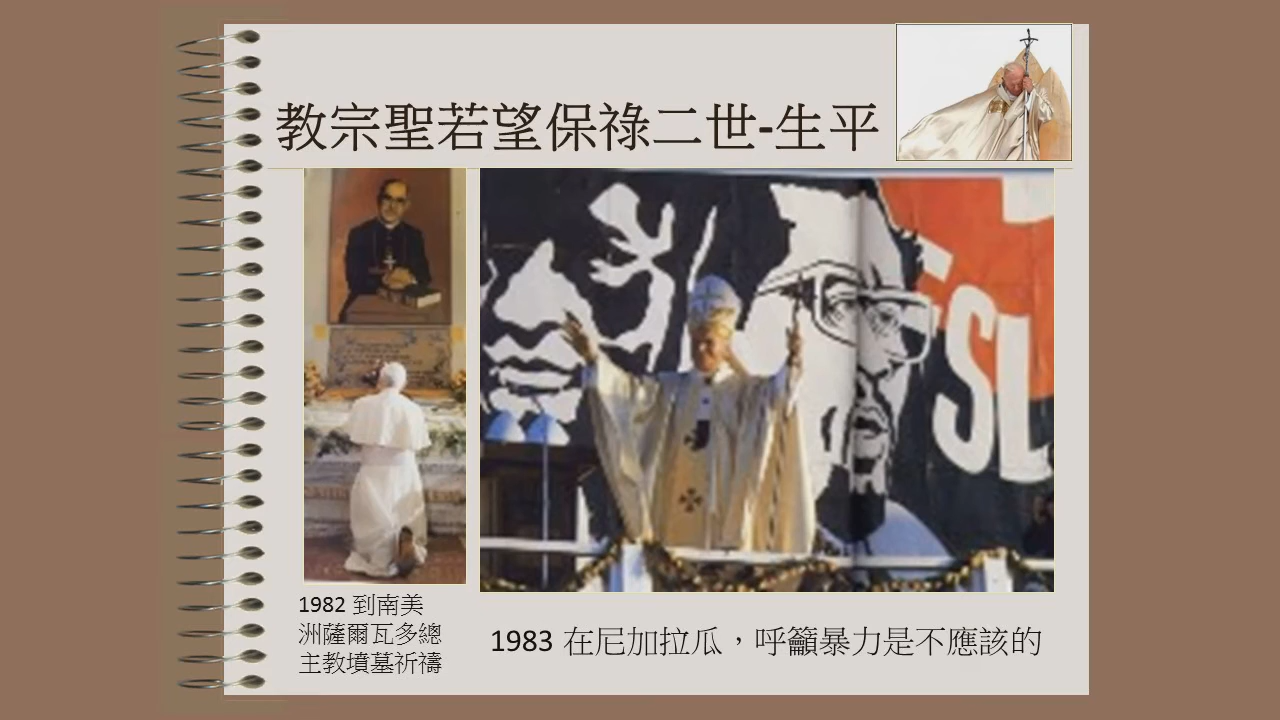 教宗聖若望保祿二世-生平
SL
1982 到南美
洲薩爾瓦多總
主教墳墓祈禱
1983 在尼加拉瓜，呼籲暴力是不應該的